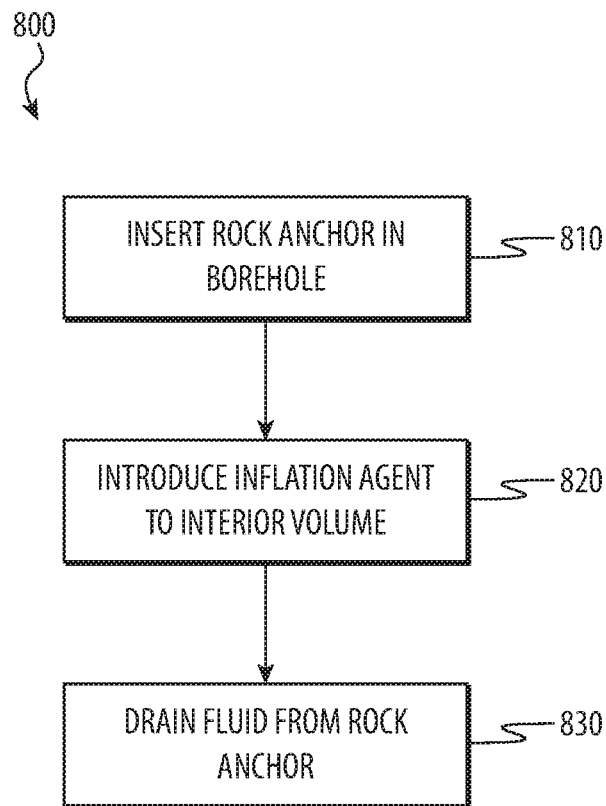 800
INSERT ROCK ANCHOR IN
BOREHOLE
810
INTRODUCE INFLATION AGENT
TO INTERIOR VOLUME
820
DRAIN FLUID FROM ROCK
ANCHOR
830